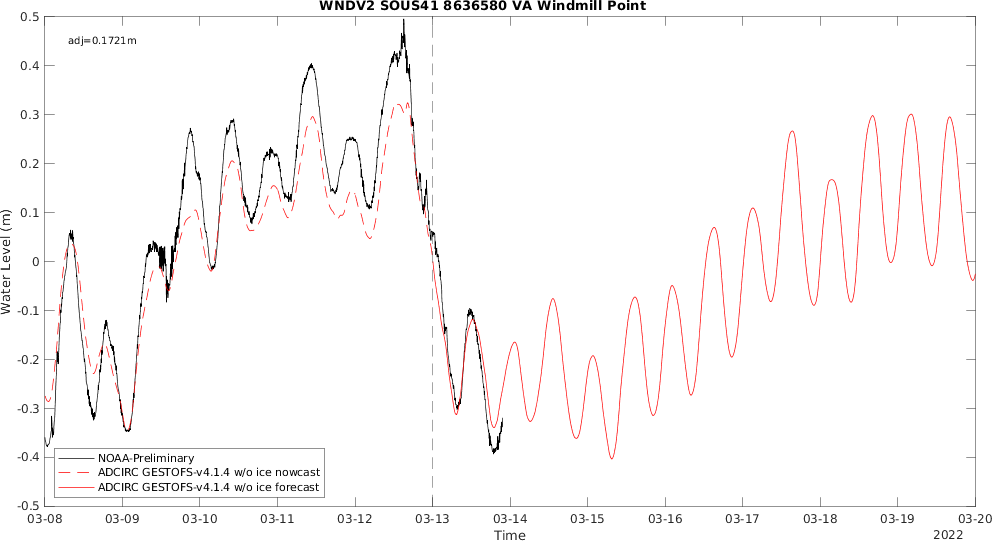 WNDV2 SOUS41 8636580 VA Windmill Point
adj=0.1721m
0.5
0.4
0.3
0.2
0.1
0
-0.1
-0.2
-0.3
-0.4
-0.5
Water Level (m)
NOAA-Preliminary
ADCIRC GESTOFS-v4.1.4 w/o ice nowcast
ADCIRC GESTOFS-v4.1.4 w/o ice forecast
03-08 03-09 03-10 03-11 03-12 03-13 03-14 03-15 03-16 03-17 03-18 03-19 03-20
Time
2022